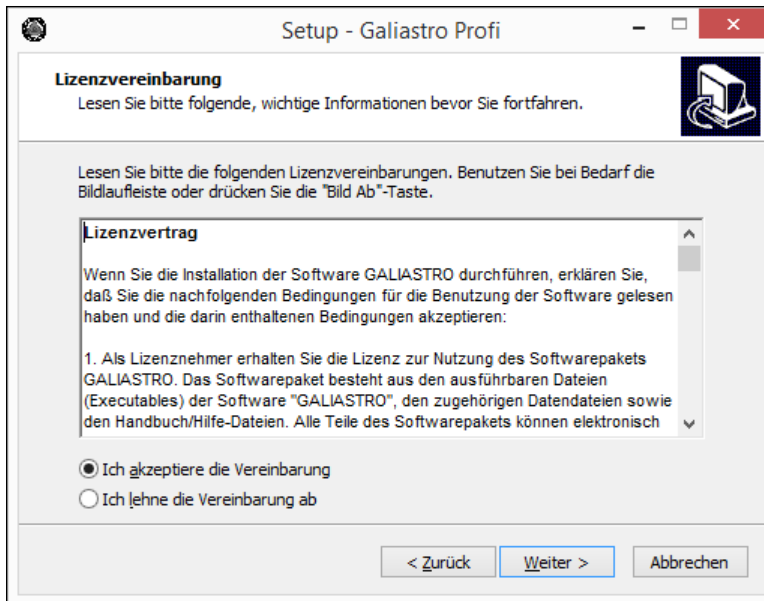 Setup - Galiastro Profi
Lizenzvereinbarung
Lesen Sie bitte folgende, wichtige Informationen bevor Sie fortfahren.
Lesen Sie bitte die folgenden Lizenzvereinbarungen. Benutzen Sie bei Bedarf die
Bildlaufleiste oder drücken Sie die "Bild Ab"-Taste.
Lizenzvertrag
Wenn Sie die Installation der Software GALIASTRO durchführen, erklären Sie,
daß Sie die nachfolgenden Bedingungen für die Benutzung der Software gelesen
haben und die darin enthaltenen Bedingungen akzeptieren:
1. Als Lizenznehmer erhalten Sie die Lizenz zur Nutzung des Softwarepakets
GALIASTRO. Das Softwarepaket besteht aus den ausführbaren Dateien
(Executables) der Software "GALIASTRO", den zugehörigen Datendateien sowie
den Handbuch/Hilfe-Dateien. Alle Teile des Softwarepakets können elektronisch
Ich akzeptiere die Vereinbarung
Ich lehne die Vereinbarung ab
< Zurück
Weiter >
Abbrechen